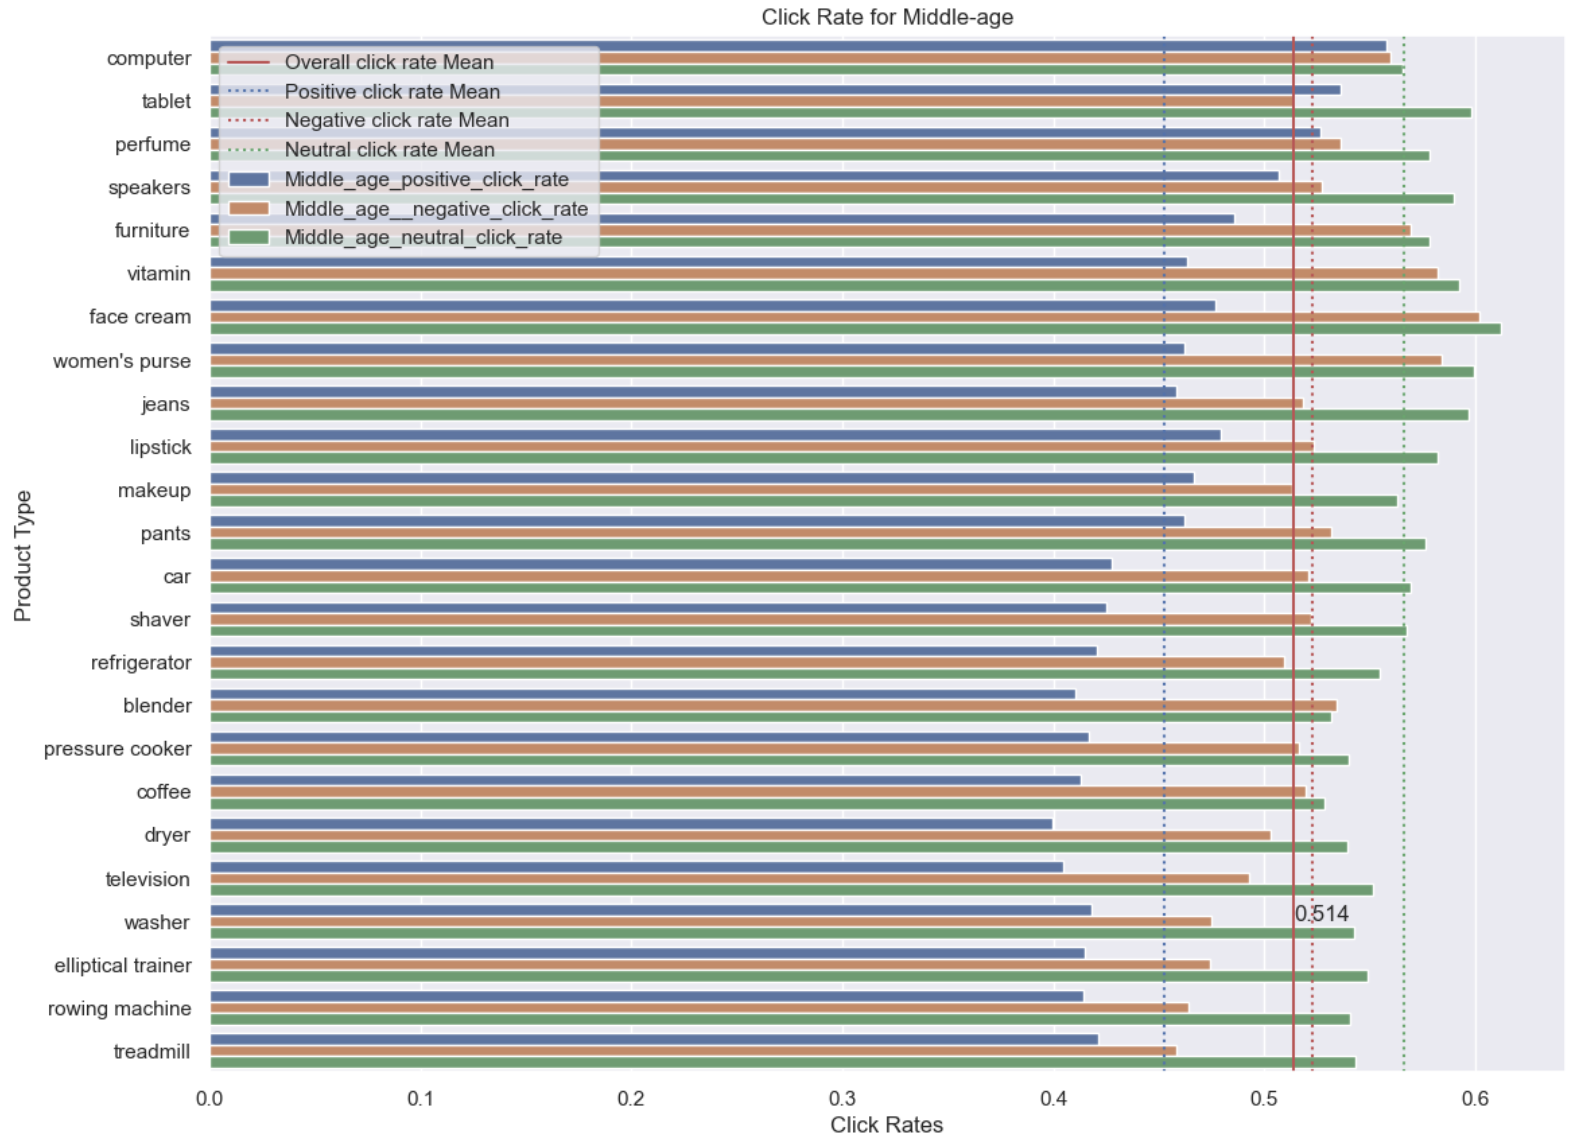 Click Rate for Middle-age
Overall click rate Mean
Positive click rate Mean
Negative click rate Mean
Neutral click rate Mean
Middle_age_positive_click_rate
Middle_age__negative_click_rate
Middle_age_neutral_click_rate
Product Type
computer
tablet
perfume
speakers
furniture
vitamin
face cream
women's purse
jeans
lipstick
makeup
pants
car
shaver
refrigerator
blender
pressure cooker
coffee
dryer
television
washer
0.514
elliptical trainer
rowing machine
treadmill
0.0 0.1 0.2 0.3 0.4 0.5 0.6
Click Rates